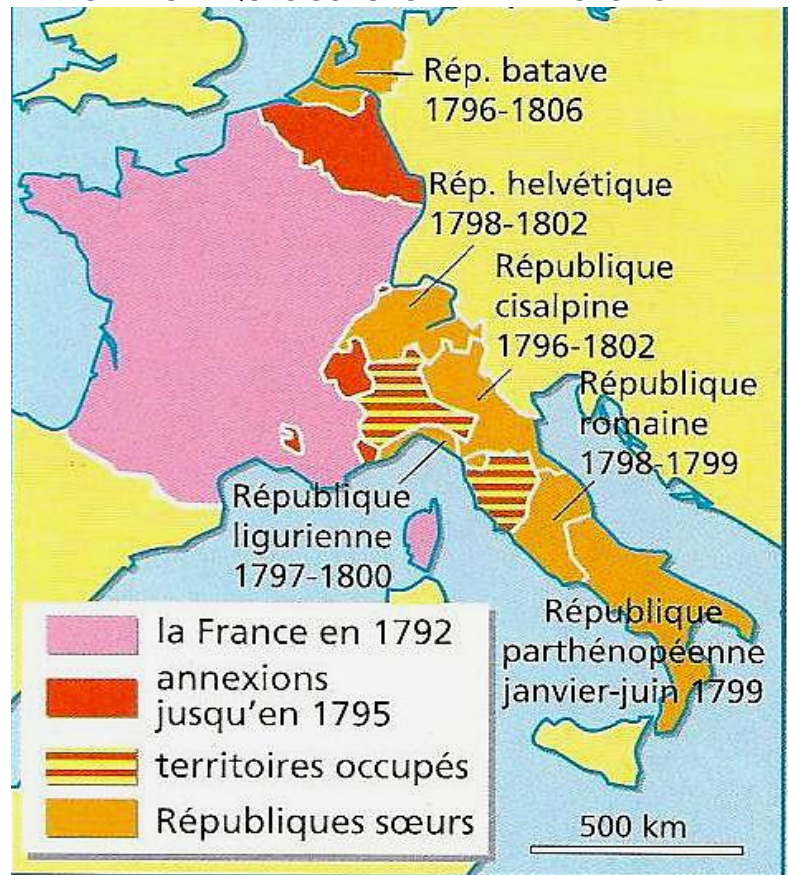 Rép. batave
1796-1806
Rép. helvétique
1798-1802
République
cisalpine
1796-1802
République
romaine
1798-1799
République
ligurienne
1797-1800
République
parthénopéenne
janvier-juin 1799
la France en 1792
annexions
jusqu'en 1795
territoires occupés
Républiques sœurs
500 km